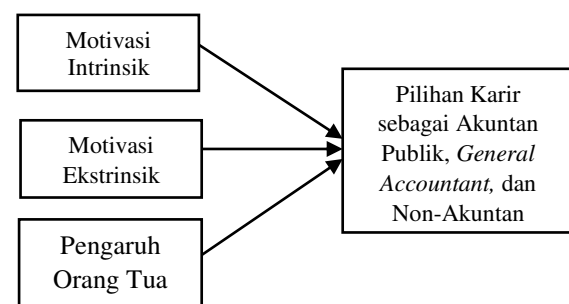 Motivasi
Intrinsik
Motivasi
Ekstrinsik
Pengaruh
Orang Tua
Pilihan Karir
sebagai Akuntan
Publik, General
Accountant, dan
Non-Akuntan